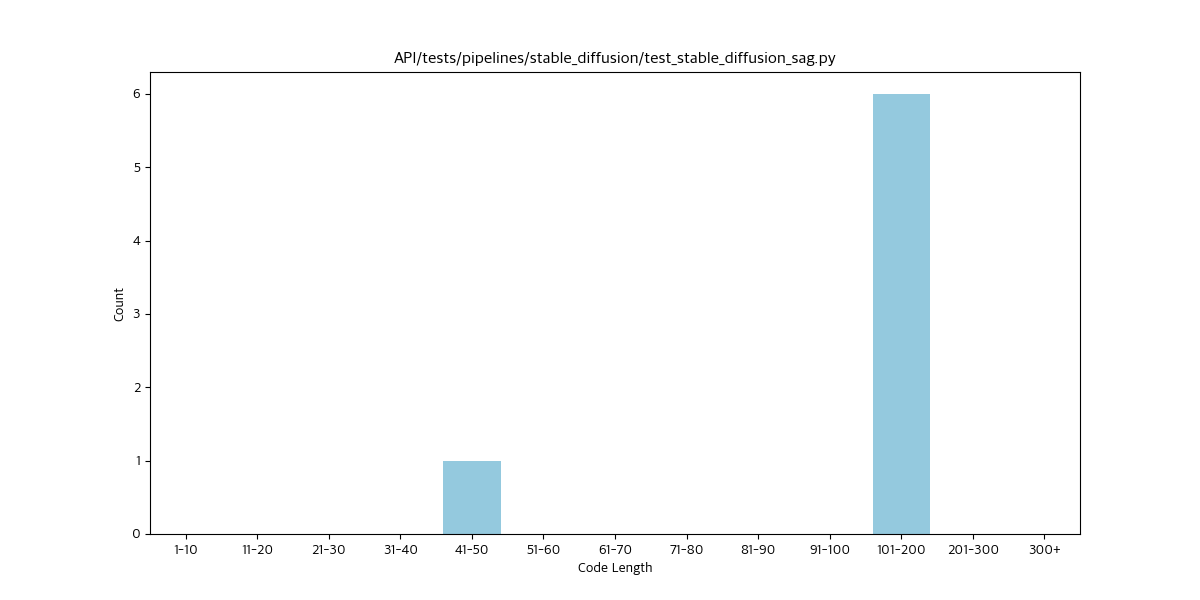 API/tests/pipelines/stable_diffusion/test_stable_diffusion_sag.py
6
5
4
3
2
1
0
Count
1-10 11-20 21-30 31-40 41-50 51-60 61-70 71-80 81-90 91-100 101-200 201-300 300+
Code Length